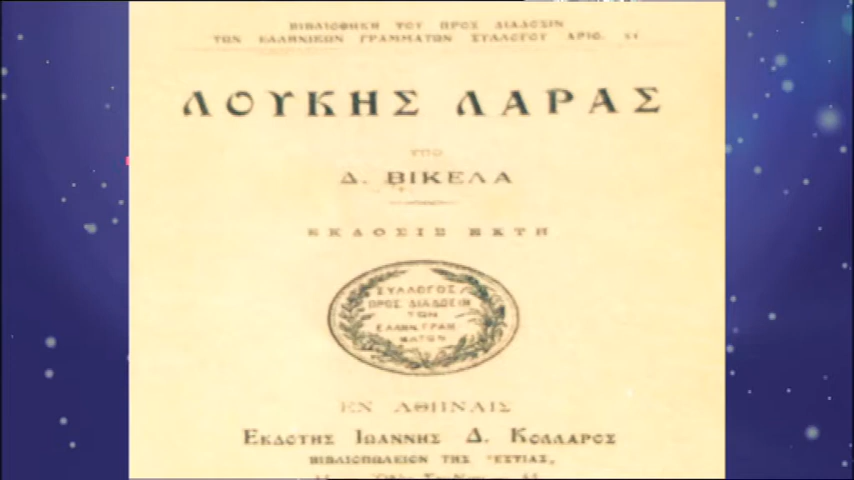 ΒΙΒΛΙΟΘΗΚΗ ΤΟΥ ΠΡΟΣ ΔΙΑΔΟΣΙΝ
ΤΩΝ ΕΛΛΗΝΙΚΩΝ ΓΡΑΜΜΑΤΩΝ ΣΥΛΛΟΓΟΥ ΑΡΙΘ.
ΛΟΥΚΗΣ ΛΑΡΑΣ
ΥΠΟ
Δ. ΒΙΚΕΛΑ
ΕΚΔΟΣΙΣ ΕΚΤΗ
ΣΥΛΛΟΓΟΣ
ΠΡΟΣ ΔΙΑΔΟΣΙΝ
ΤΩΝ
ΕΛΛΗΝ. ΓΡΑΜ
ΜΑΤΩΝ
ΕΝ ΑΘΗΝΑΙΣ
ΕΚΔΟΤΗΣ ΙΩΑΝΝΗΣ Δ. ΚΟΛΛΑΡΟΣ
ΒΙΒΛΙΟΠΩΛΕΙΟΝ ΤΗΣ "ΕΣΤΙΑΣ,